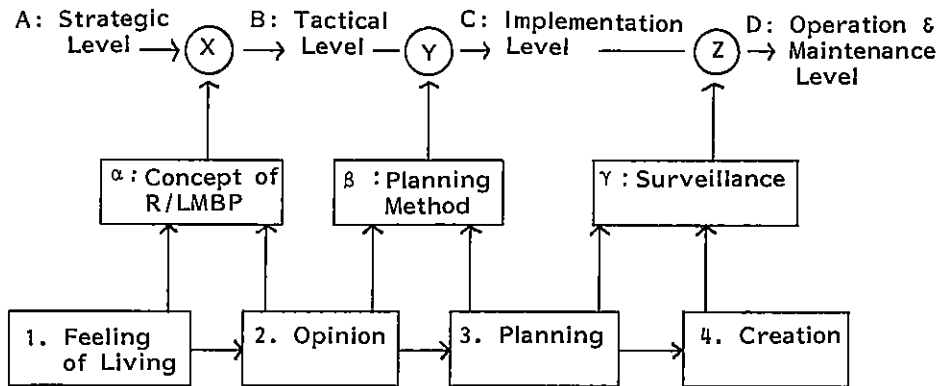 A: Strategic Level
X
B: Tactical Level
Y
C: Implementation Level
Z
D: Operation & Maintenance Level
α: Concept of
R/LMBP
β: Planning
Method
γ: Surveillance
1. Feeling
of Living
2. Opinion
3. Planning
4. Creation